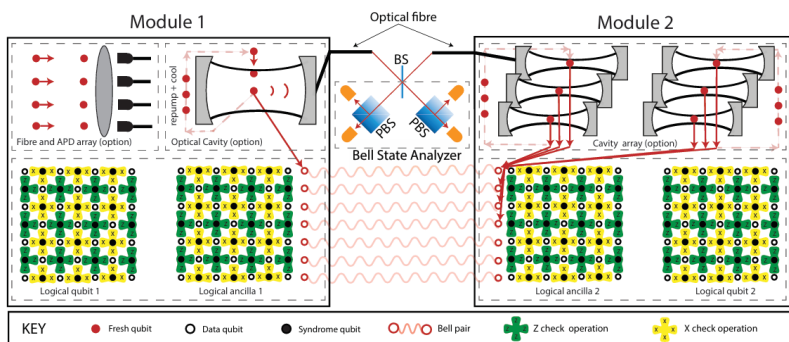 Module 1
Optical fibre
Module 2
BS
repump + cool
PBS
PBS
Fibre and APD array (option)
Optical Cavity (option)
Bell State Analyzer
Cavity array (option)
Logical qubit 1
Logical ancilla 1
Logical ancilla 2
Logical qubit 2
KEY
Fresh qubit
Data qubit
Syndrome qubit
Bell pair
Z check operation
X check operation